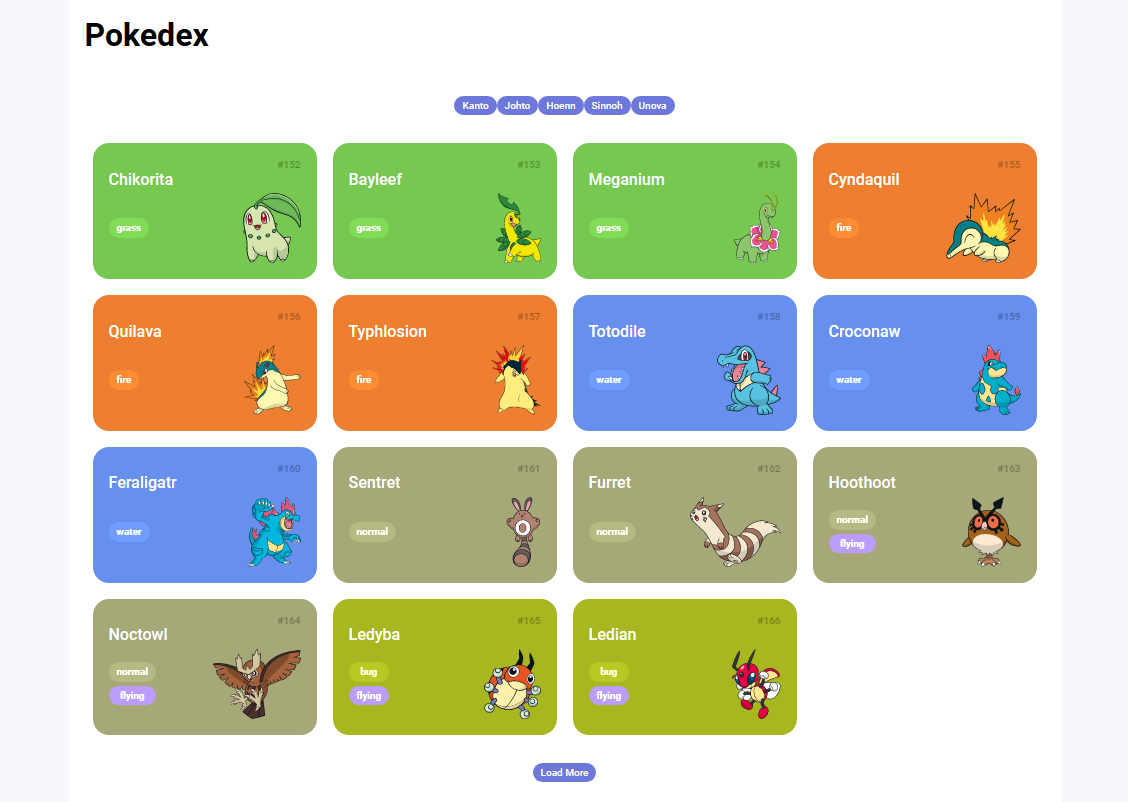 Pokedex
Kanto Johto Hoenn Sinnoh Unova
#152
Chikorita
grass
#153
Bayleef
grass
#154
Meganium
grass
#155
Cyndaquil
fire
#156
Quilava
fire
#157
Typhlosion
fire
#158
Totodile
water
#159
Croconaw
water
#160
Feraligatr
water
#161
Sentret
normal
#162
Furret
normal
#163
Hoothoot
normal
flying
#164
Noctowl
normal
flying
#165
Ledyba
bug
flying
#166
Ledian
bug
flying
Load More